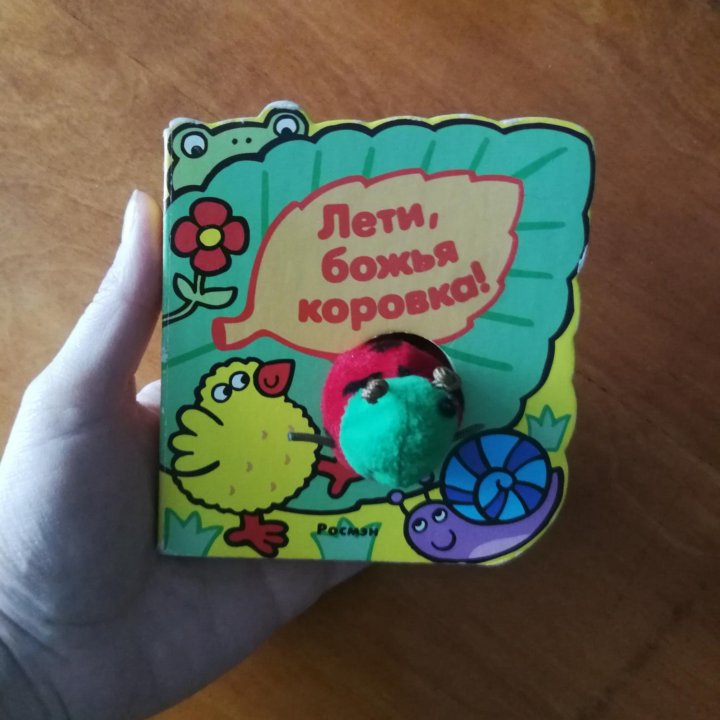 Лети,
божья
коровка!
Росмэн